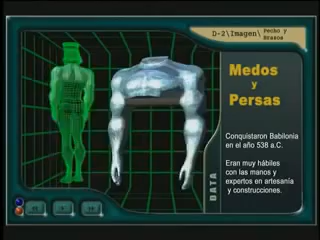 D-2\Imagen\ Pecho y
Brazos
Medos
y
Persas
Conquistaron Babilonia
en el año 538 a.C.
Eran muy hábiles
con las manos y
expertos en artesanía
y construcciones.
DATA